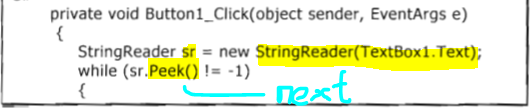 private void Button1_Click(object sender, EventArgs e)
{
StringReader sr = new StringReader(TextBox1.Text);
while (sr.Peek() != -1)
{
next